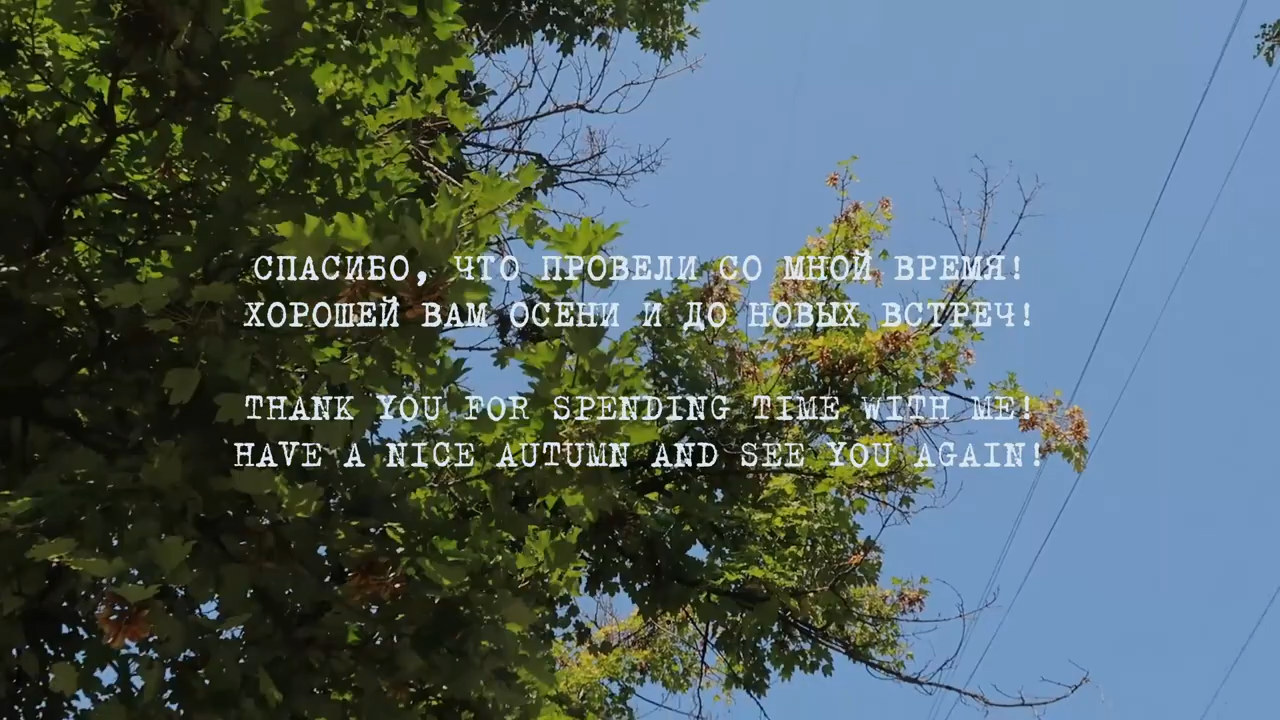 СПАСИБО, ЧТО ПРОВЕЛИ СО МНОЙ ВРЕМЯ!
ХОРОШЕЙ ВАМ ОСЕНИ И ДО НОВЫХ ВСТРЕЧ!
THANK YOU FOR SPENDING TIME WITH ME!
HAVE A NICE AUTUMN AND SEE YOU AGAIN!